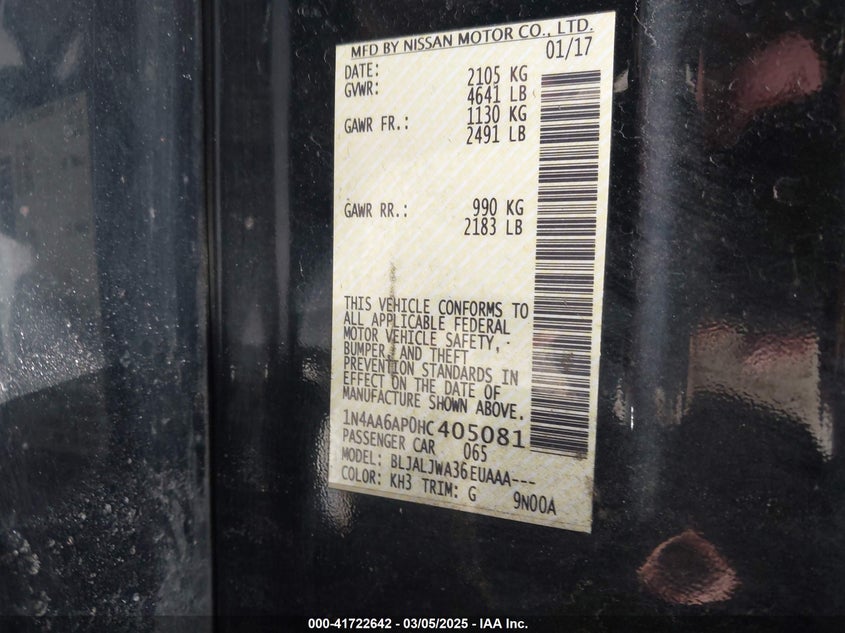 MFD BY NISSAN MOTOR CO., LTD.
DATE: 01/17
GVWR: 2105 KG
4641 LB
GAWR FR.: 1130 KG
2491 LB
GAWR RR.: 990 KG
2183 LB
THIS VEHICLE CONFORMS TO
ALL APPLICABLE FEDERAL
MOTOR VEHICLE SAFETY,
BUMPER, AND THEFT
PREVENTION STANDARDS IN
EFFECT ON THE DATE OF
MANUFACTURE SHOWN ABOVE.
1N4AA6AP0HC405081
PASSENGER CAR 065
MODEL: BLJALJWA36EUAAA---
COLOR: KH3 TRIM: G 9N00A
000-41722642 - 03/05/2025 - IAA Inc.